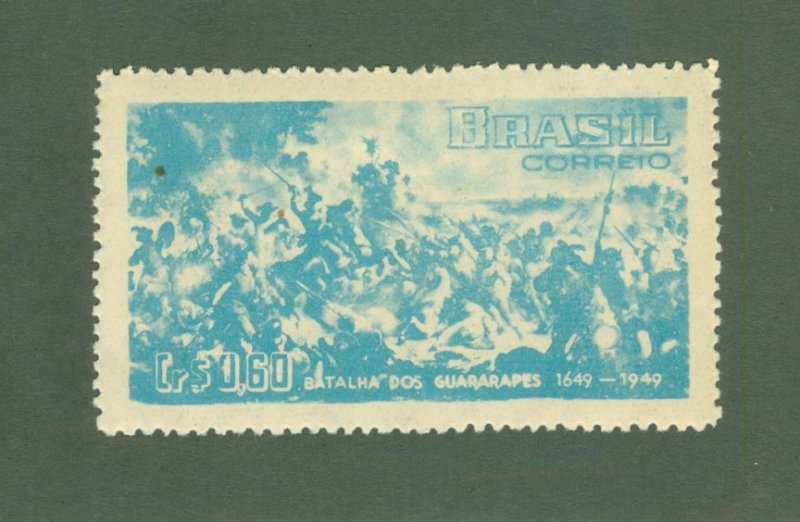 BRASIL
CORREIO
Cr$ 0,60 BATALHA DOS GUARARAPES 1649 — 1949